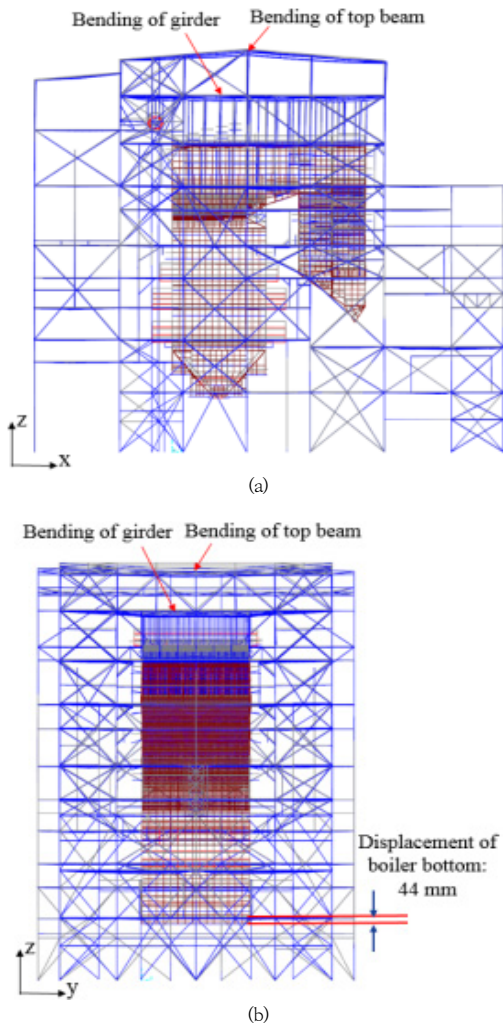 Bending of girder
Bending of top beam
z
x
(a)
Bending of girder
Bending of top beam
Displacement of
boiler bottom:
44 mm
z
y
(b)